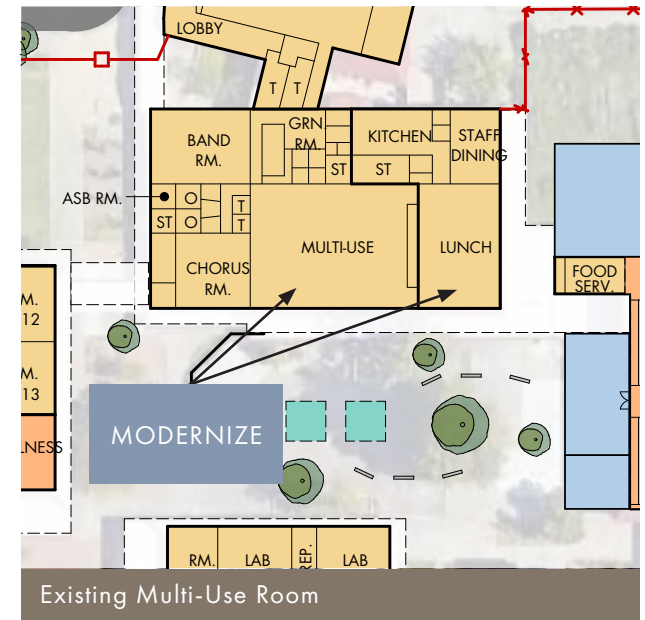 LOBBY
T T
BAND
RM.
GRN.
RM.
KITCHEN
STAFF
DINING
ST
ST
ASB RM.
O
ST
O
T
T
CHORUS
RM.
MULTI-USE
LUNCH
FOOD
SERV.
M.
12
M.
13
LNESS
MODERNIZE
RM.
LAB
REP.
LAB
Existing Multi-Use Room